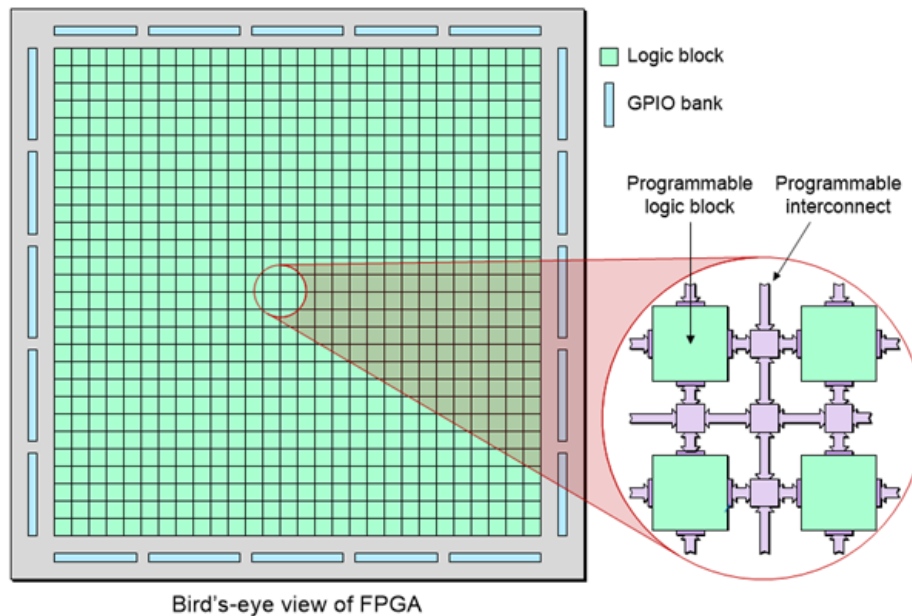 Logic block
GPIO bank
Programmable
logic block
Programmable
interconnect
Bird's-eye view of FPGA